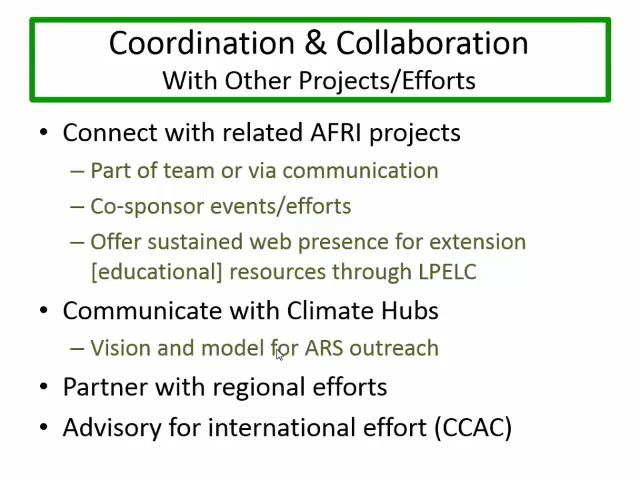 Coordination & Collaboration
With Other Projects/Efforts
• Connect with related AFRI projects
– Part of team or via communication
– Co-sponsor events/efforts
– Offer sustained web presence for extension
[educational] resources through LPELC
• Communicate with Climate Hubs
– Vision and model for ARS outreach
• Partner with regional efforts
• Advisory for international effort (CCAC)